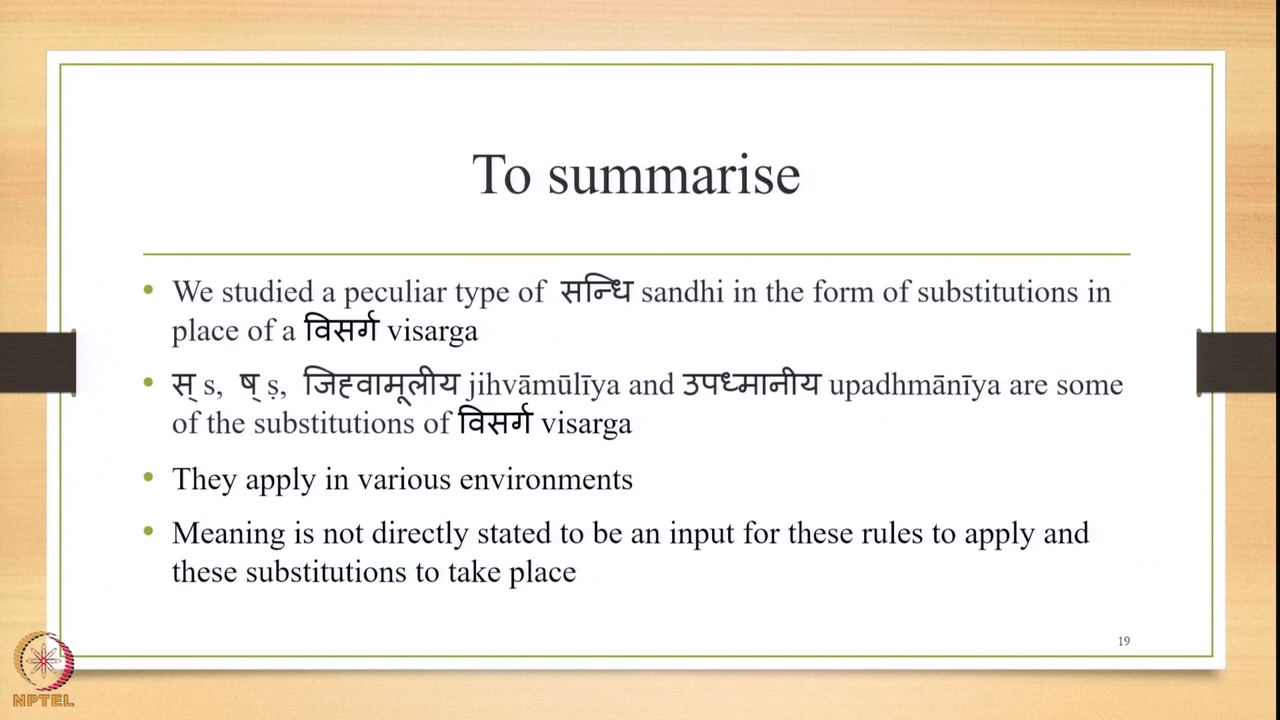 To summarise
• We studied a peculiar type of सन्धि sandhi in the form of substitutions in
place of a विसर्ग visarga
• स् s, ष् ṣ, जिह्वामूलीय jihvāmūlīya and उपध्मानीय upadhmānīya are some
of the substitutions of विसर्ग visarga
• They apply in various environments
• Meaning is not directly stated to be an input for these rules to apply and
these substitutions to take place
19
NPTEL